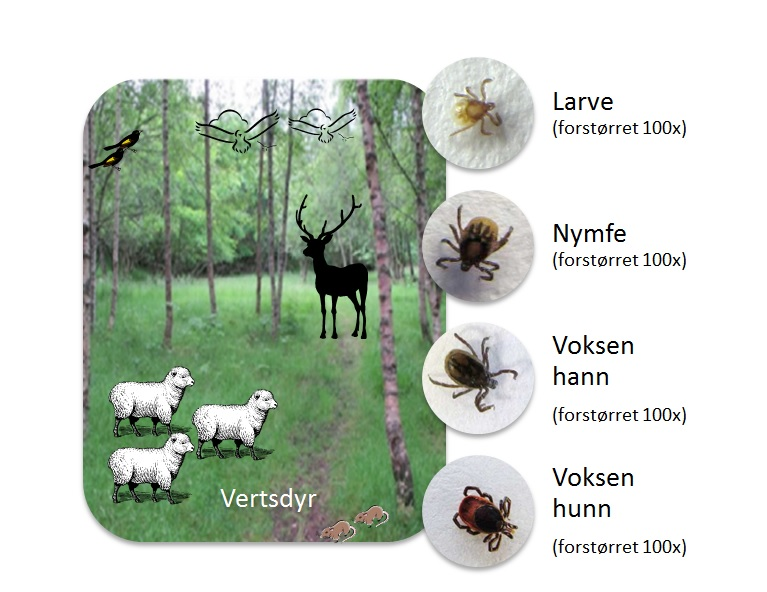 Larve
(forstørret 100x)
Nymfe
(forstørret 100x)
Voksen
hann
(forstørret 100x)
Voksen
hunn
(forstørret 100x)
Vertsdyr